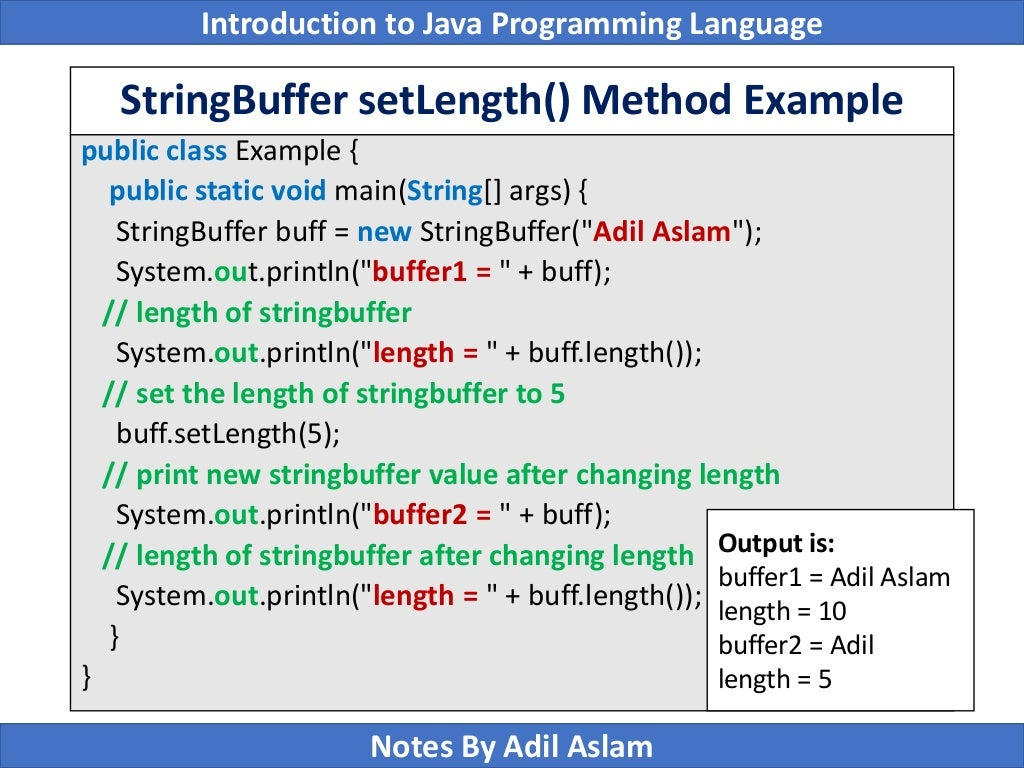 Introduction to Java Programming Language
StringBuffer setLength() Method Example
public class Example {
public static void main(String[] args) {
StringBuffer buff = new StringBuffer("Adil Aslam");
System.out.println("buffer1 = " + buff);
// length of stringbuffer
System.out.println("length = " + buff.length());
// set the length of stringbuffer to 5
buff.setLength(5);
// print new stringbuffer value after changing length
System.out.println("buffer2 = " + buff);
// length of stringbuffer after changing length
System.out.println("length = " + buff.length());
}
}
Output is:
buffer1 = Adil Aslam
length = 10
buffer2 = Adil
length = 5
Notes By Adil Aslam